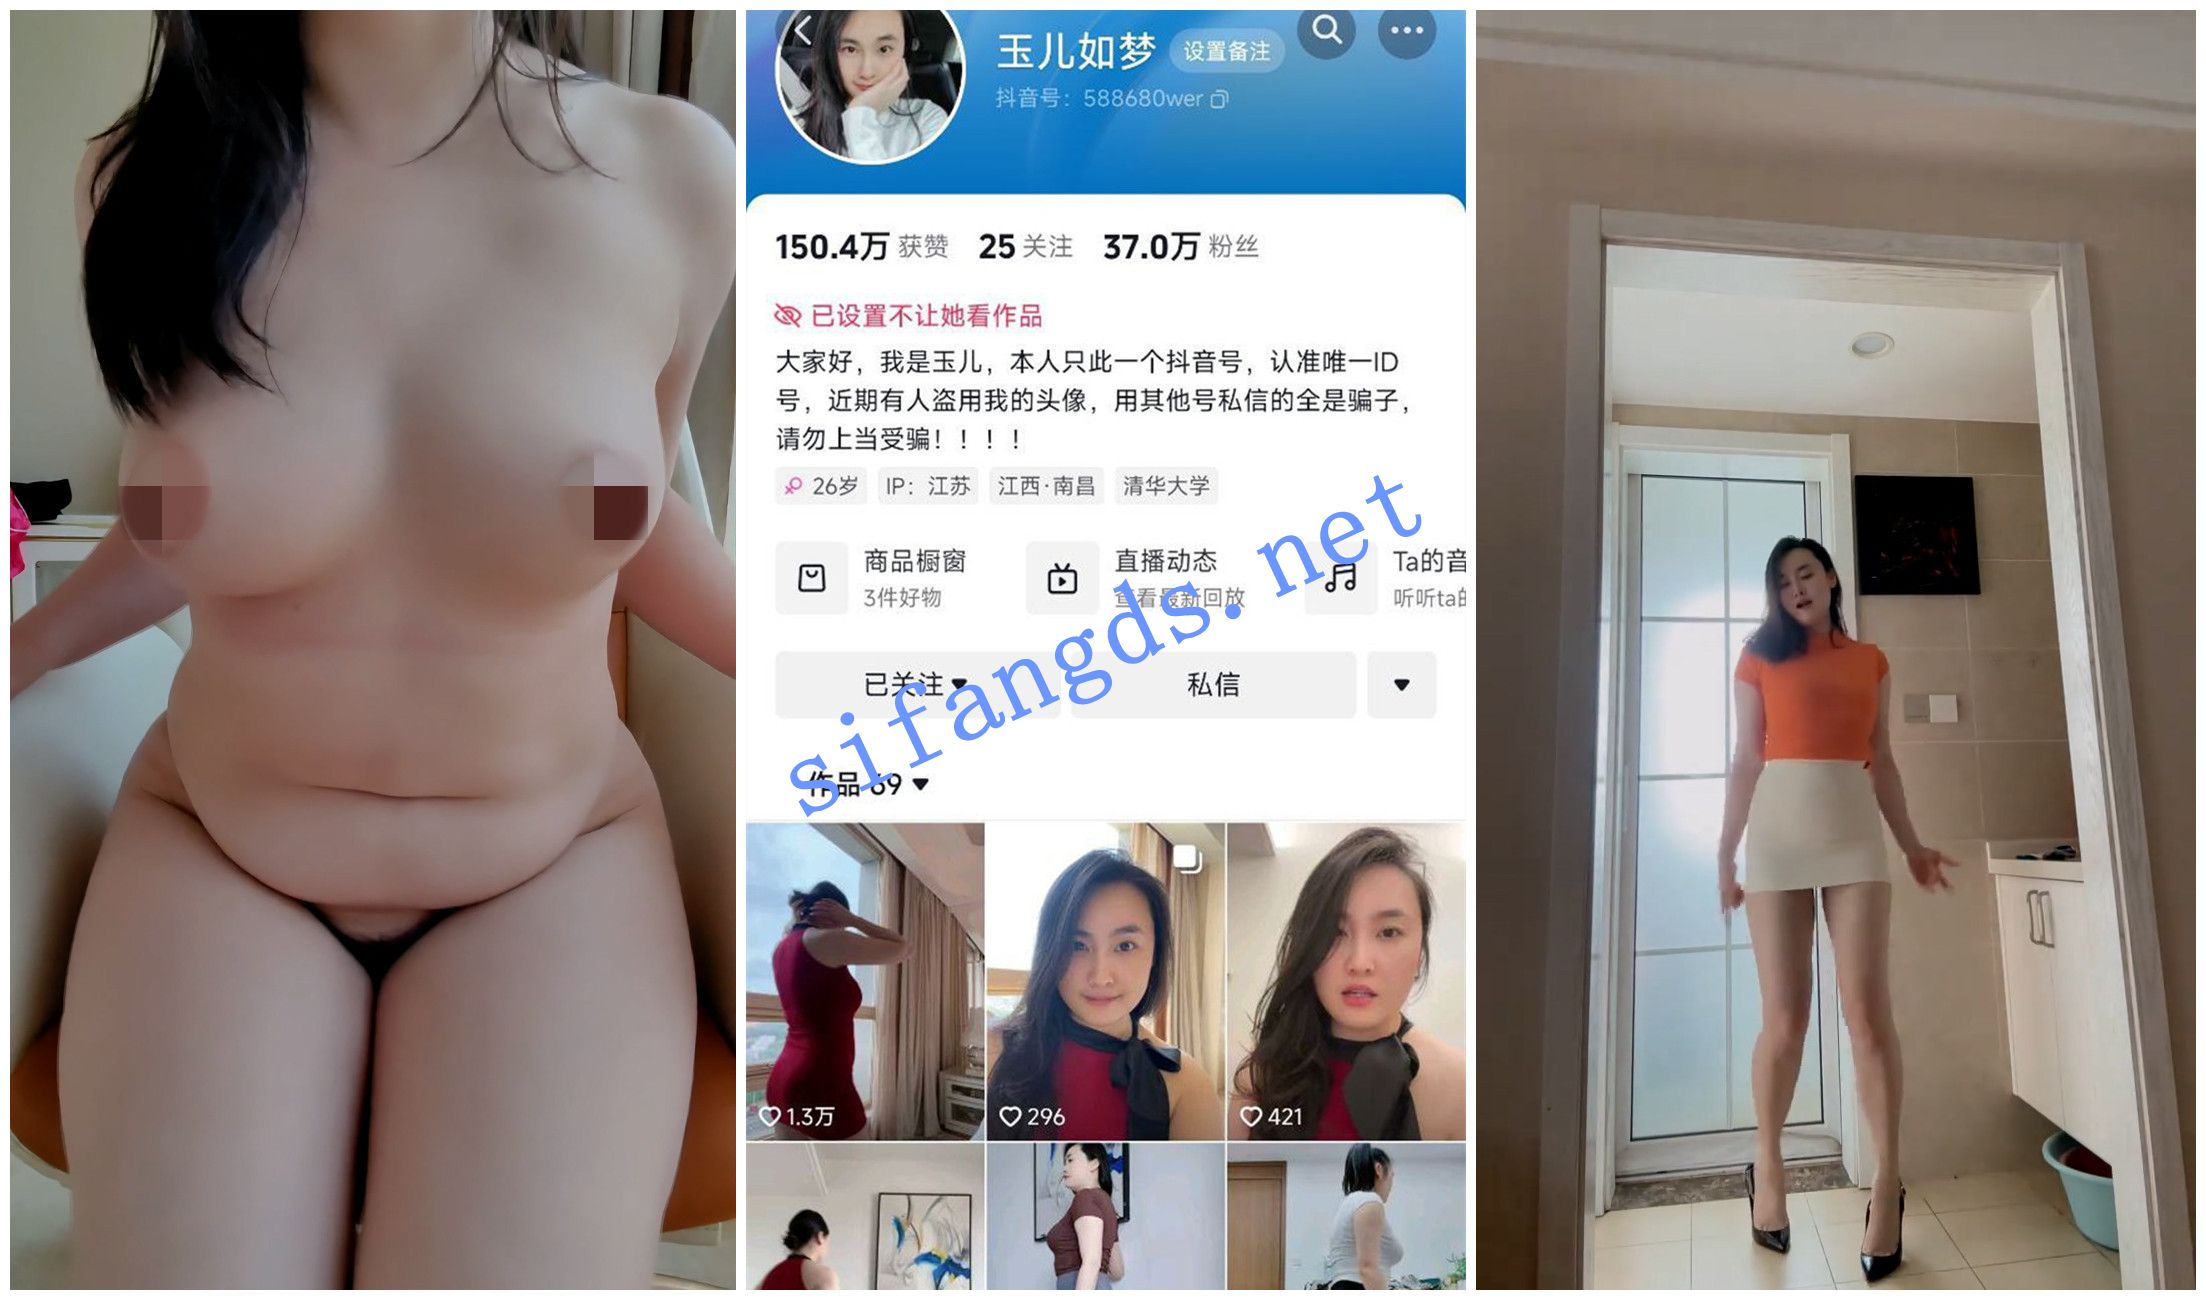 玉儿如梦 设置备注
抖音号：588680wer
150.4万 获赞 25 关注 37.0万 粉丝
已设置不让她看作品
大家好，我是玉儿，本人只此一个抖音号，认准唯一ID
号，近期有人盗用我的头像，用其他号私信的全是骗子，
请勿上当受骗！！！！
26岁 IP：江苏 江西·南昌 清华大学
商品橱窗 直播动态 Ta的音
3件好物 查看最新回放 听听ta的
已关注 私信
作品 69
sifangds.net
1.3万 296 421